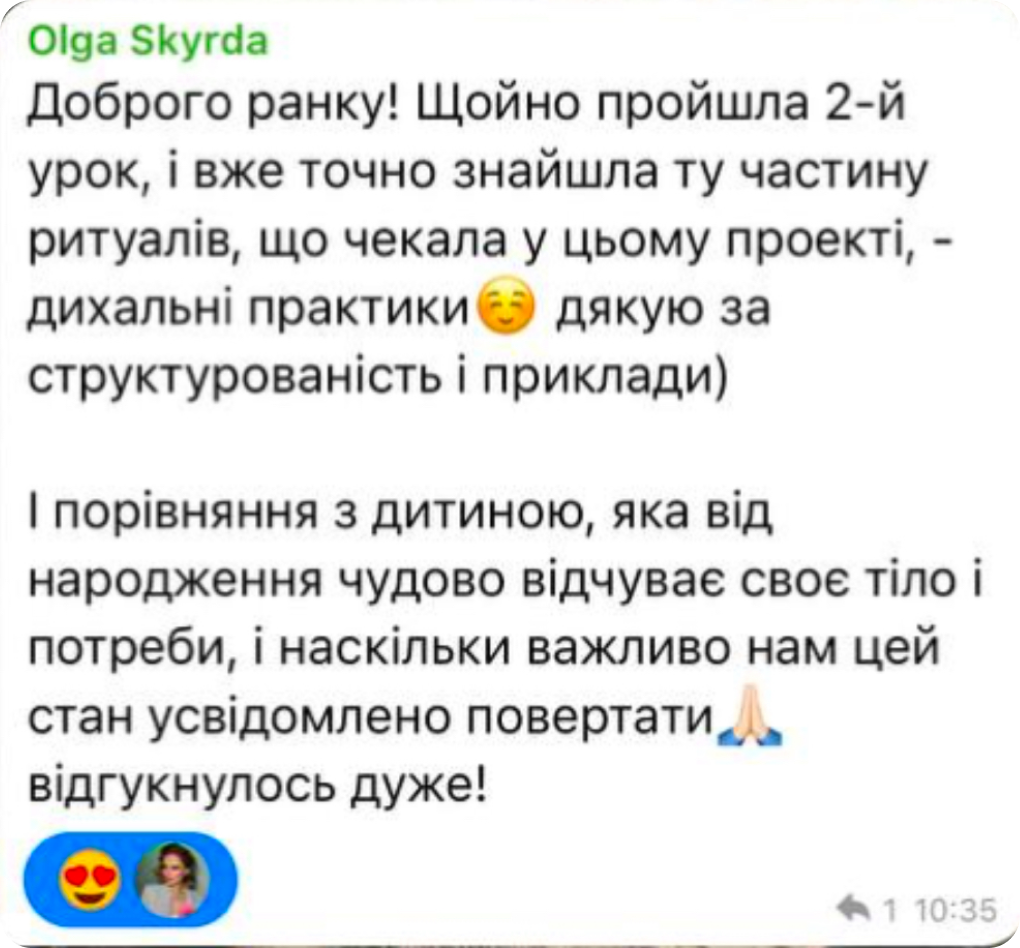 Olga Skyrda
Доброго ранку! Щойно пройшла 2-й
урок, і вже точно знайшла ту частину
ритуалів, що чекала у цьому проекті, -
дихальні практики☺️ дякую за
структурованість і приклади)
І порівняння з дитиною, яка від
народження чудово відчуває своє тіло і
потреби, і наскільки важливо нам цей
стан усвідомлено повертати🙏🏻
відгукнулось дуже!
1 10:35